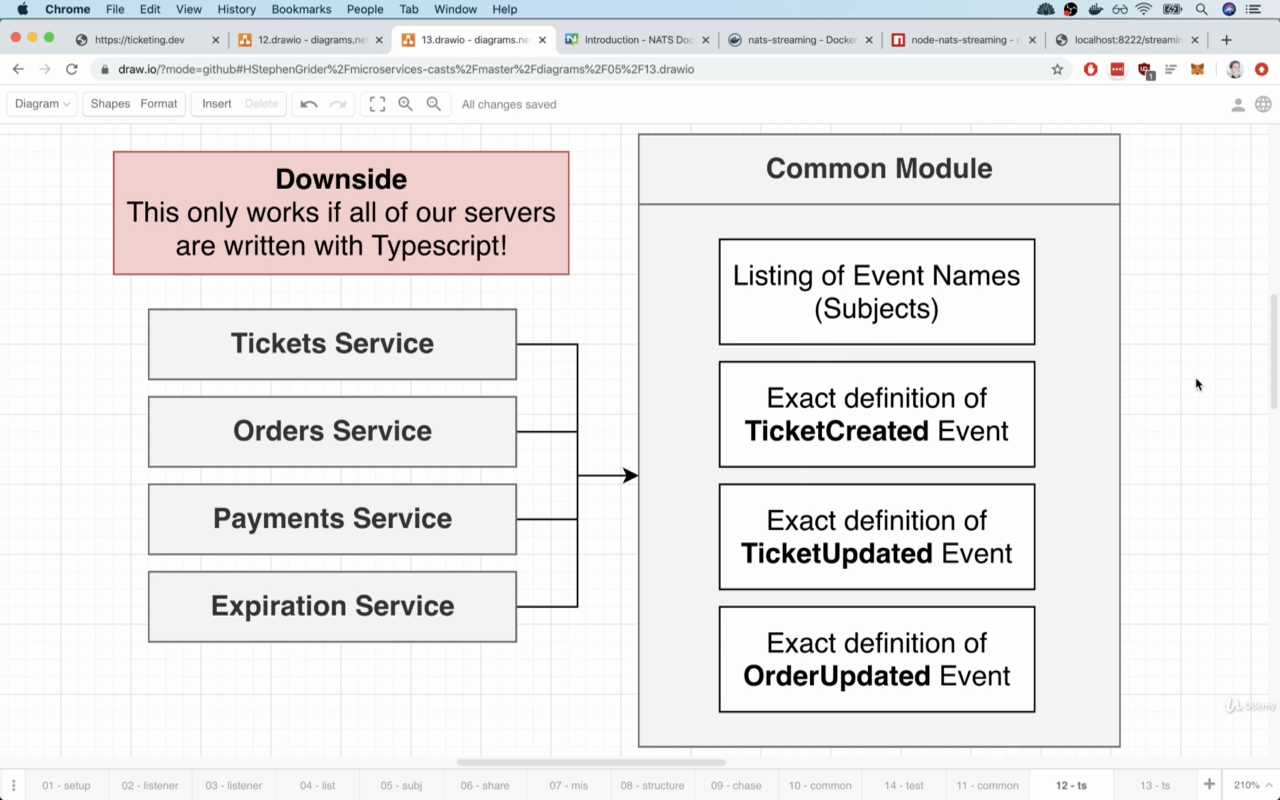 Chrome File Edit View History Bookmarks People Tab Window Help
https://ticketing.dev
12.drawio - diagrams.ne
13.drawio - diagrams.ne
Introduction - NATS Doc
nats-streaming - Docker
node-nats-streaming - n
localhost:8222/streamin
draw.io/?mode=github#HStephenGrider%2Fmicroservices-casts%2Fmaster%2Fdiagrams%2F05%2F13.drawio
Diagram Shapes Format Insert Delete All changes saved
Downside
This only works if all of our servers
are written with Typescript!
Tickets Service
Orders Service
Payments Service
Expiration Service
Common Module
Listing of Event Names
(Subjects)
Exact definition of
TicketCreated Event
Exact definition of
TicketUpdated Event
Exact definition of
OrderUpdated Event
Udemy
01 - setup 02 - listener 03 - listener 04 - list 05 - subj 06 - share 07 - mis 08 - structure 09 - chase 10 - common 14 - test 11 - common 12 - ts 13 - ts 210%